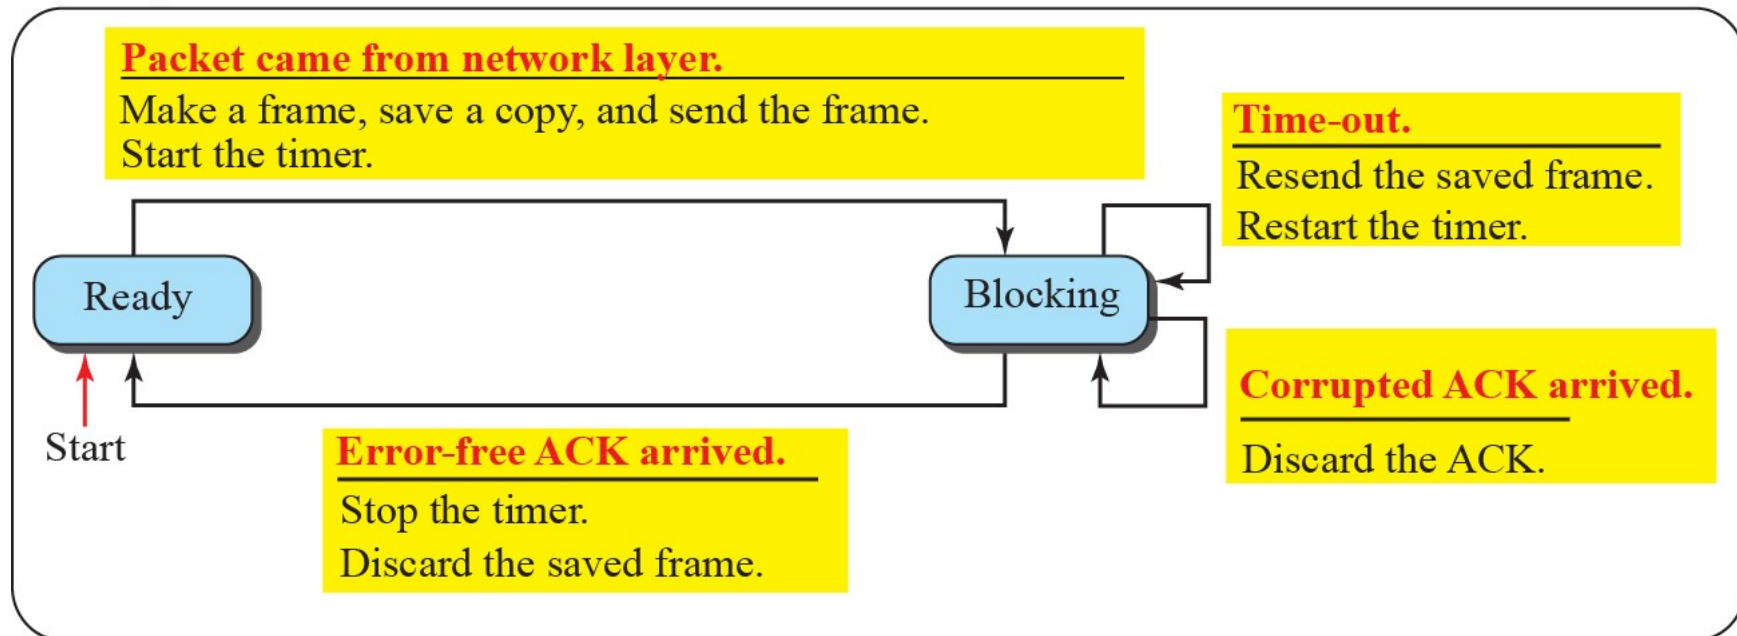 Packet came from network layer.
Make a frame, save a copy, and send the frame.
Start the timer.
Time-out.
Resend the saved frame.
Restart the timer.
Ready
Blocking
Start
Error-free ACK arrived.
Stop the timer.
Discard the saved frame.
Corrupted ACK arrived.
Discard the ACK.